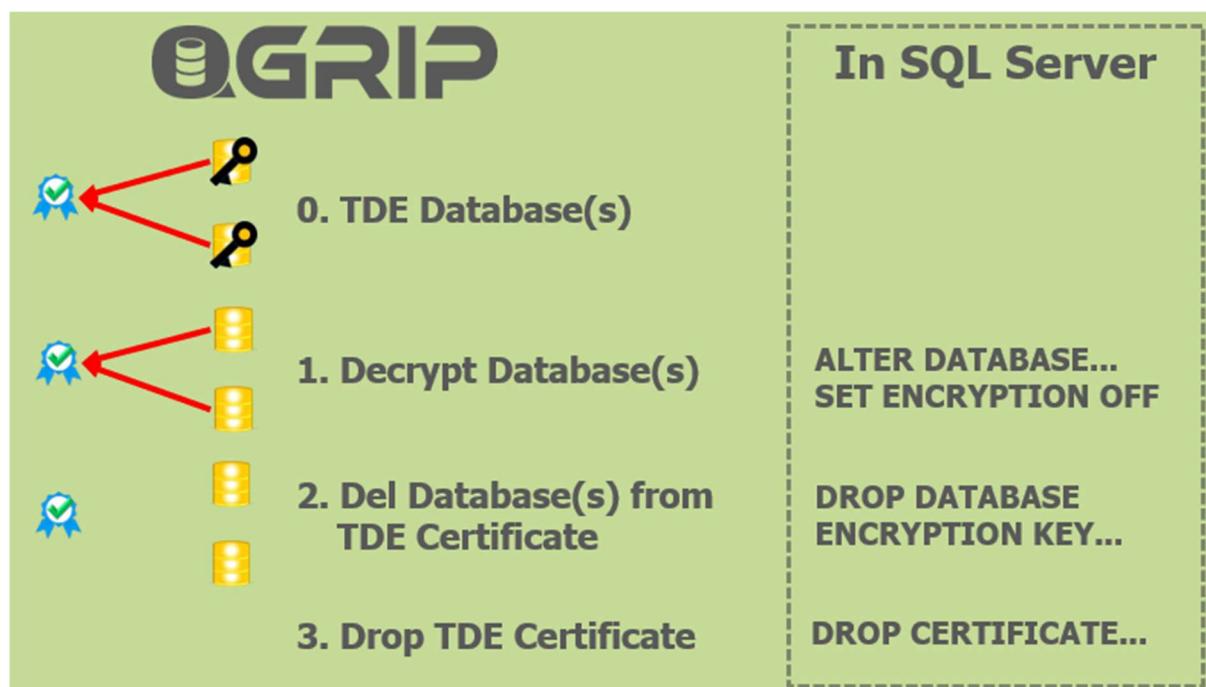 QGRIP
In SQL Server
0. TDE Database(s)
1. Decrypt Database(s)
ALTER DATABASE...
SET ENCRYPTION OFF
2. Del Database(s) from
TDE Certificate
DROP DATABASE
ENCRYPTION KEY...
3. Drop TDE Certificate
DROP CERTIFICATE...